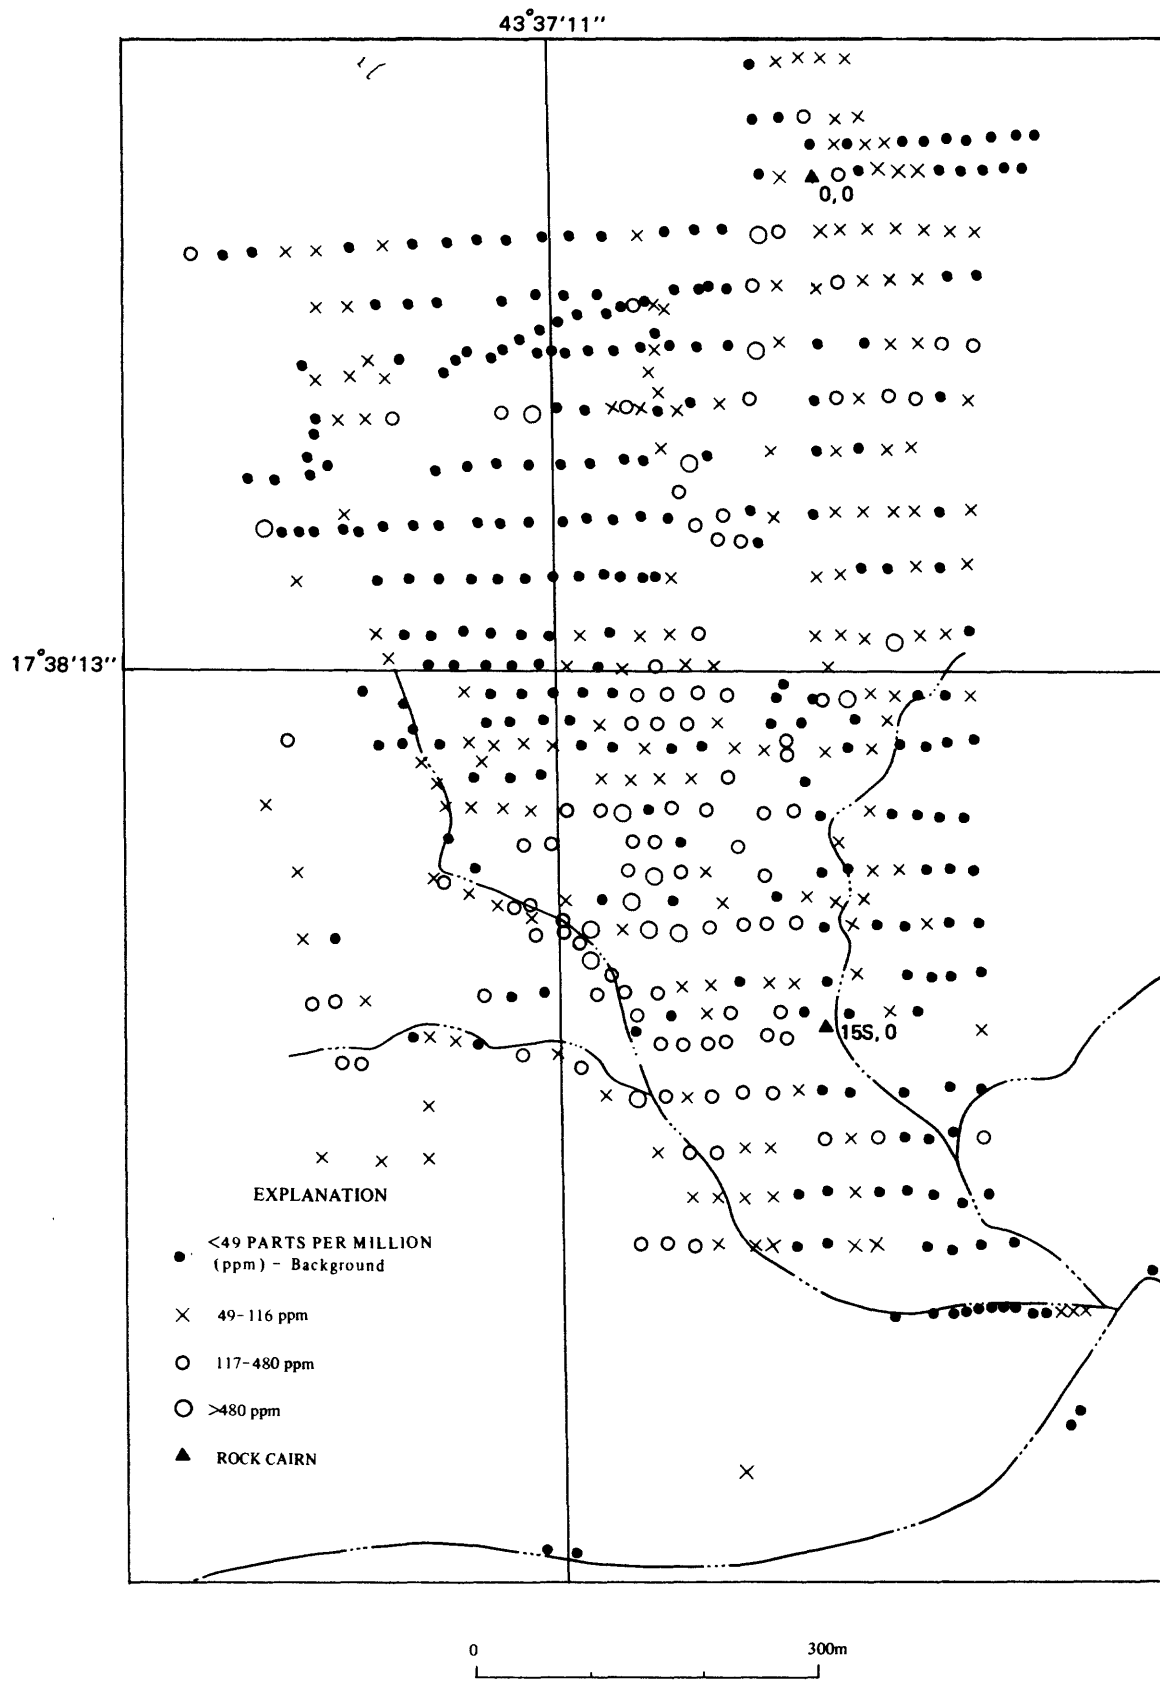 43°37'11"
0,0
17°38'13"
15S,0
EXPLANATION
<49 PARTS PER MILLION
(ppm) - Background
49-116 ppm
117-480 ppm
>480 ppm
ROCK CAIRN
0 300m